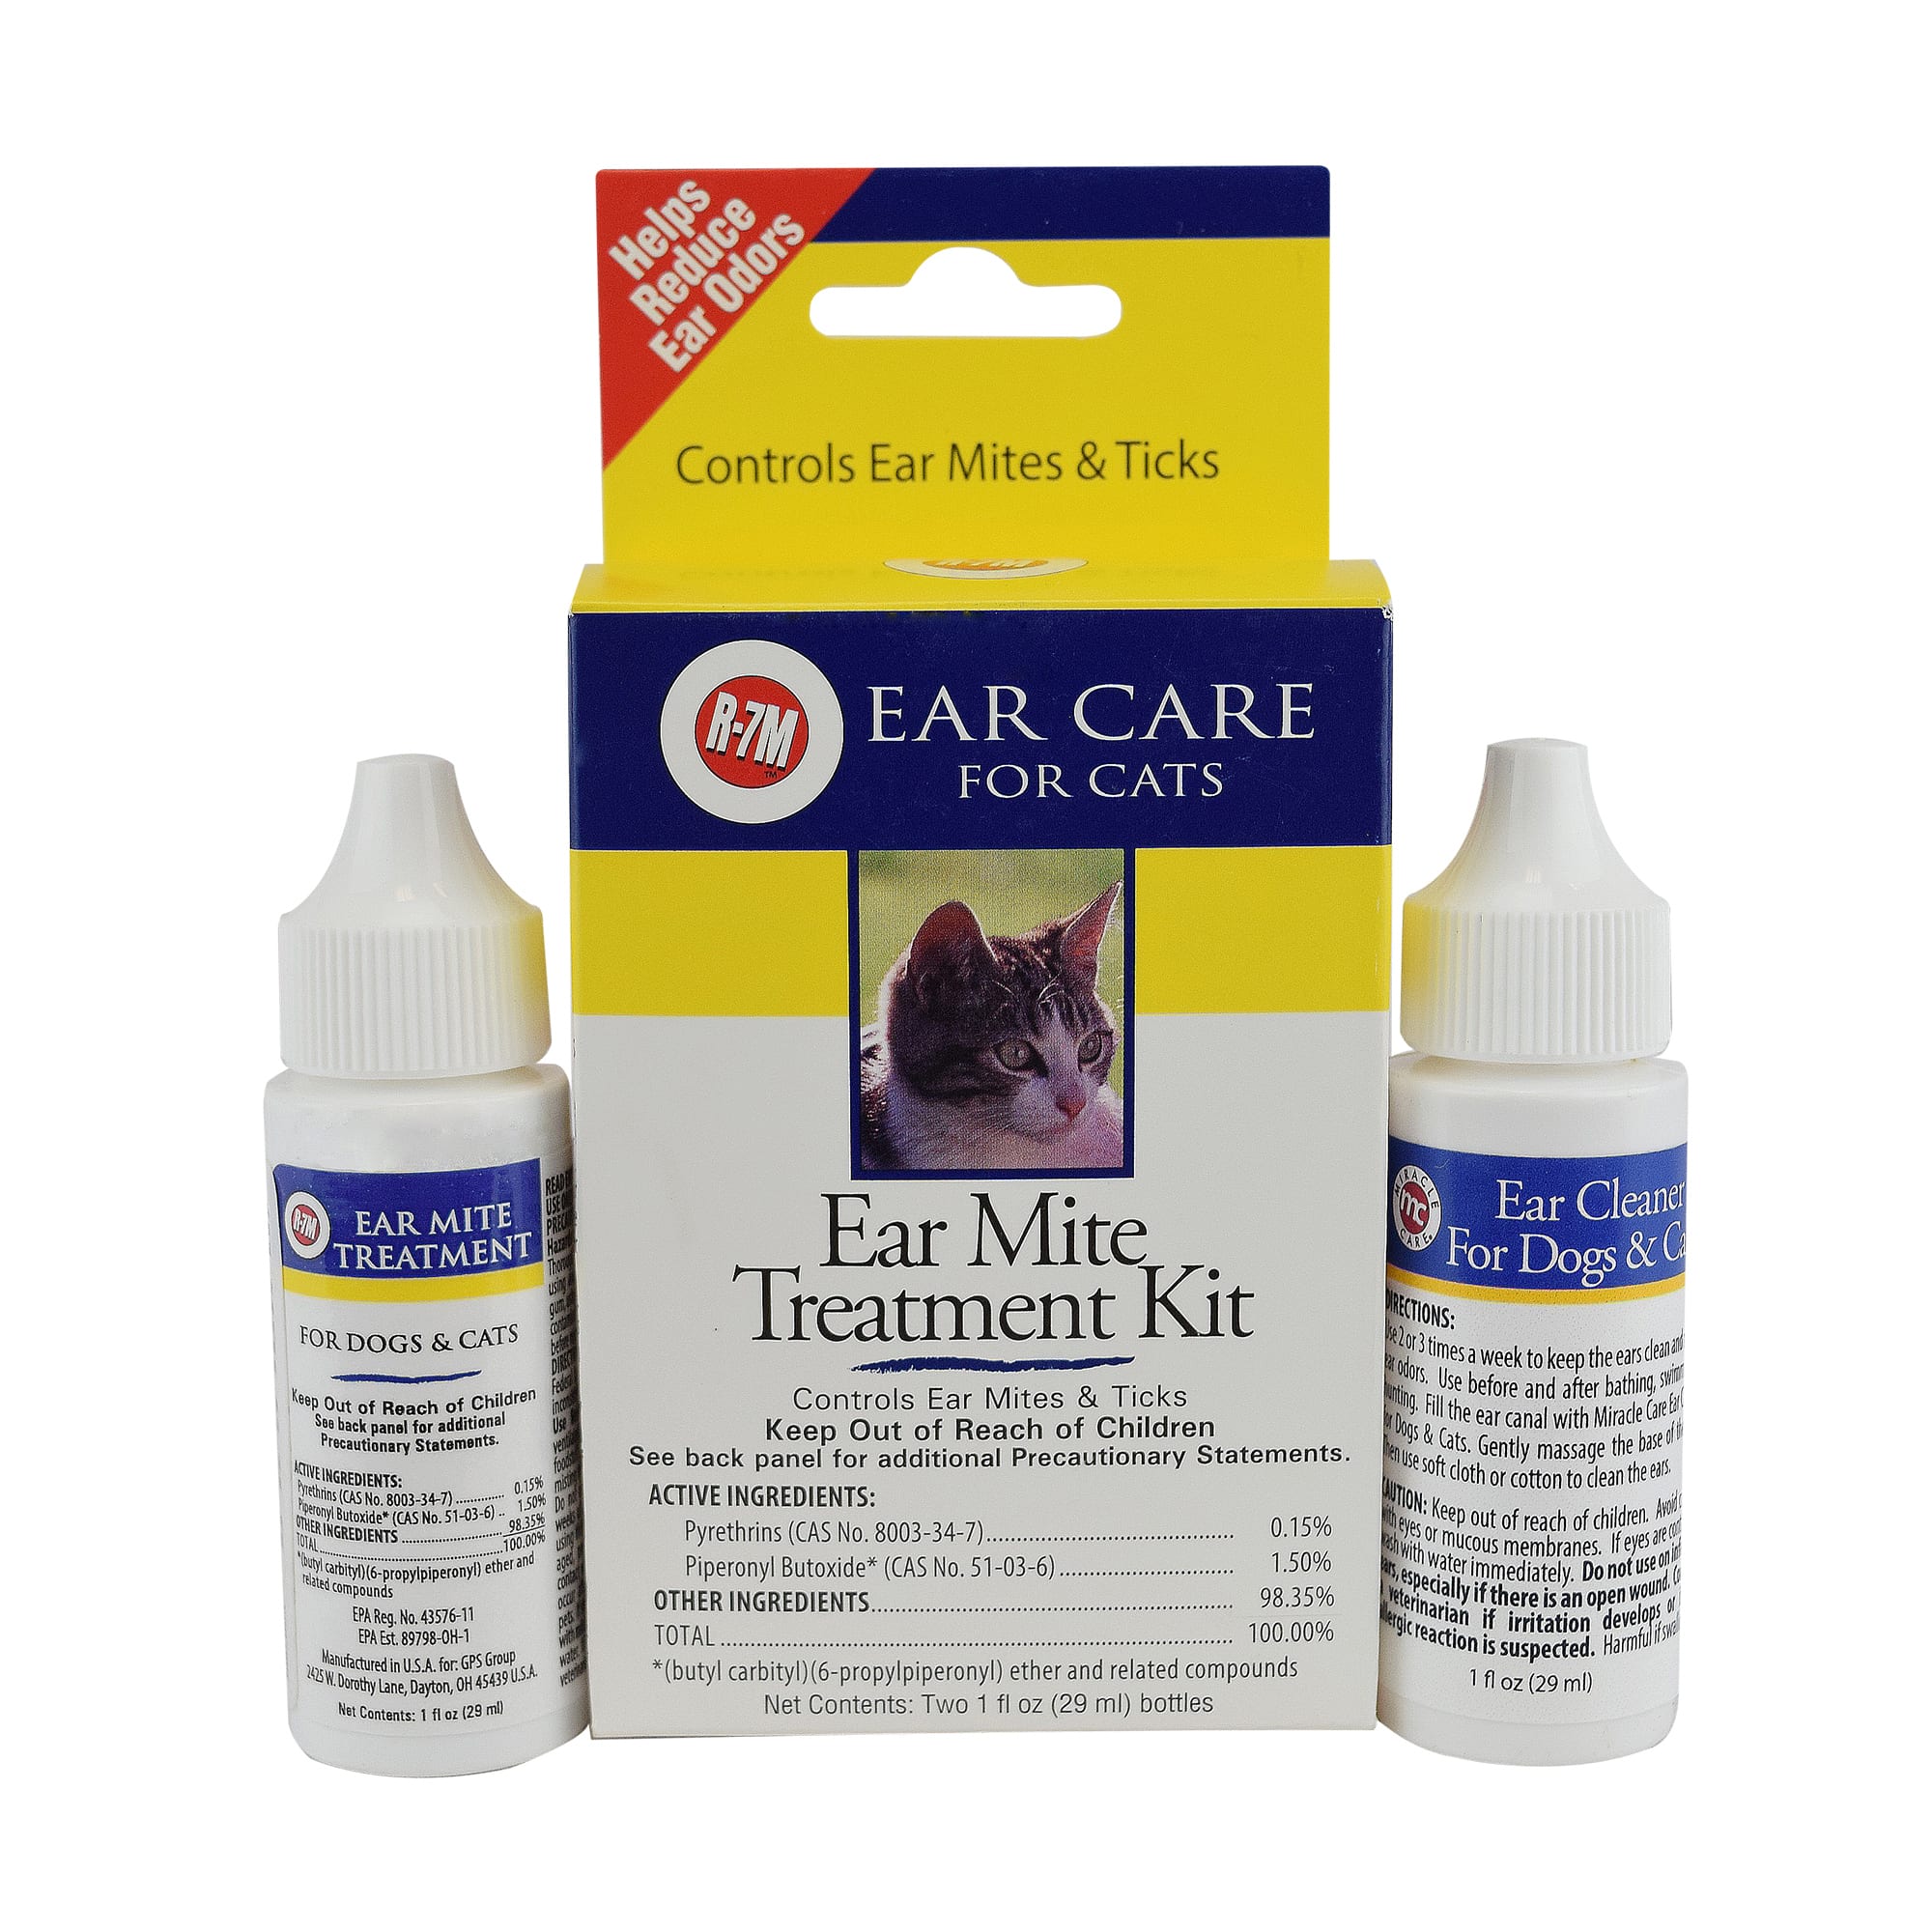 Helps
Reduce
Ear Odors
Controls Ear Mites & Ticks
R-7M
R-7M
™
EAR CARE
FOR CATS
Ear Mite
Treatment Kit
Controls Ear Mites & Ticks
Keep Out of Reach of Children
See back panel for additional Precautionary Statements.
ACTIVE INGREDIENTS:
Pyrethrins (CAS No. 8003-34-7)........ 0.15%
Piperonyl Butoxide* (CAS No. 51-03-6)........ 1.50%
OTHER INGREDIENTS........ 98.35%
TOTAL........ 100.00%
*(butyl carbityl)(6-propylpiperonyl) ether and related compounds
Net Contents: Two 1 fl oz (29 ml) bottles
R-7M
EAR MITE
TREATMENT
FOR DOGS & CATS
Keep Out of Reach of Children
See back panel for additional
Precautionary Statements.
ACTIVE INGREDIENTS:
Pyrethrins (CAS No. 8003-34-7)........ 0.15%
Piperonyl Butoxide* (CAS No. 51-03-6).. 1.50%
OTHER INGREDIENTS........ 98.35%
TOTAL........ 100.00%
*(butyl carbityl)(6-propylpiperonyl) ether and
related compounds
EPA Reg. No. 43576-11
EPA Est. 89798-OH-1
Manufactured in U.S.A. for: GPS Group
2425 W. Dorothy Lane, Dayton, OH 45439 U.S.A.
Net Contents: 1 fl oz (29 ml)
MIRACLE
mc
CARE®
Ear Cleaner
For Dogs &
DIRECTIONS:
2 or 3 times a week to keep the ears clean and
odors. Use before and after bathing,
Fill the ear canal with Miracle Care Ear
Dogs & Cats. Gently massage the base of
use soft cloth or cotton to clean the ears.
CAUTION: Keep out of reach of children. Avoid
eyes or mucous membranes. If eyes are
with water immediately. Do not use on
especially if there is an open wound.
veterinarian if irritation develops or
reaction is suspected. Harmful if
1 fl oz (29 ml)